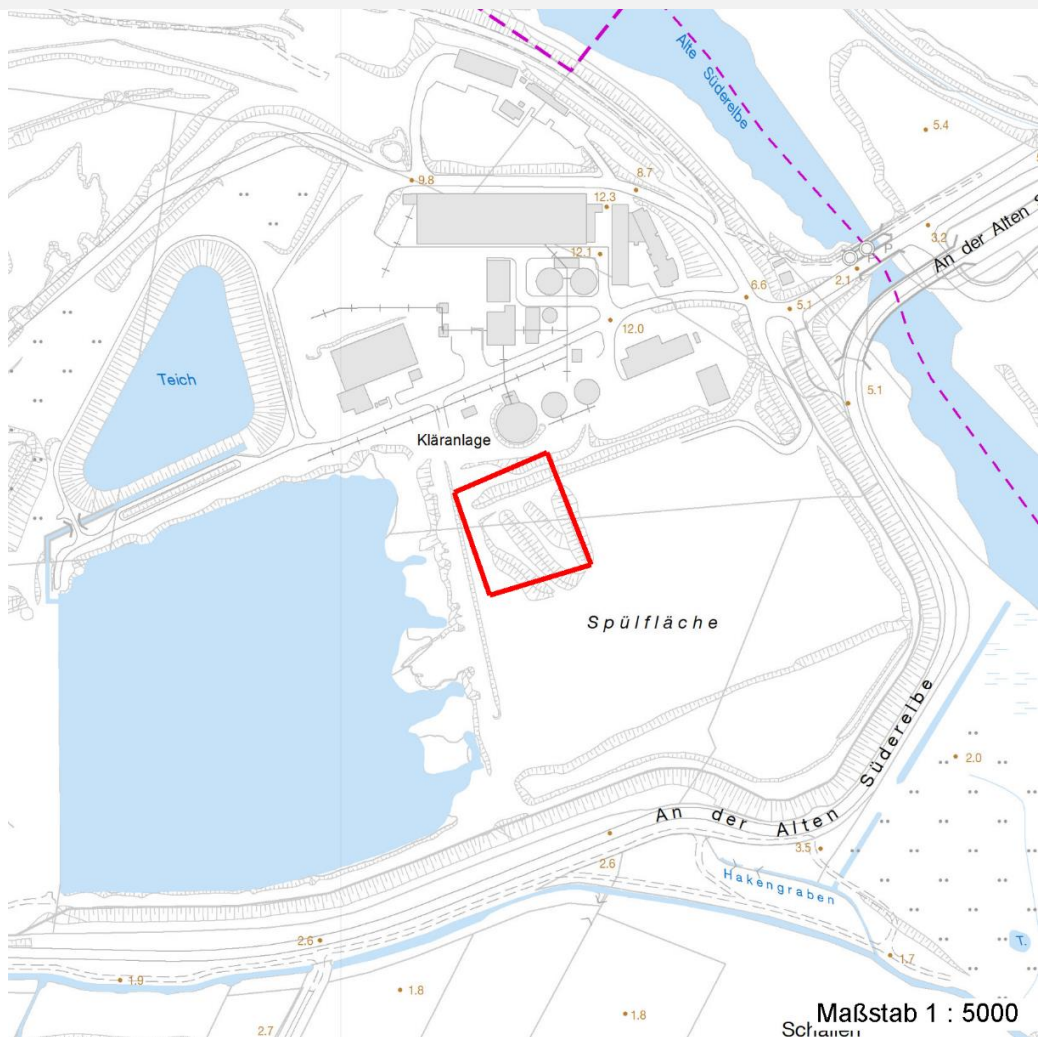 Alte Süderelbe
5.4
9.8
8.7
12.3
3.2
An der Alten S
12.1
2.1
6.6
5.1
12.0
Teich
5.1
Kläranlage
Spülfläche
An der Alten Süderelbe
2.0
2.6
3.5
Hakengraben
2.6
T.
1.7
1.9
1.8
1.8
Maßstab 1 : 5000
2.7